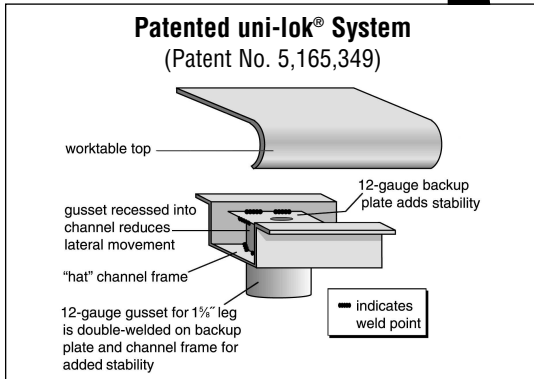 Patented uni-lok® System
(Patent No. 5,165,349)
worktable top
12-gauge backup
plate adds stability
gusset recessed into
channel reduces
lateral movement
“hat” channel frame
12-gauge gusset for 1⅝˝ leg
is double-welded on backup
plate and channel frame for
added stability
indicates
weld point